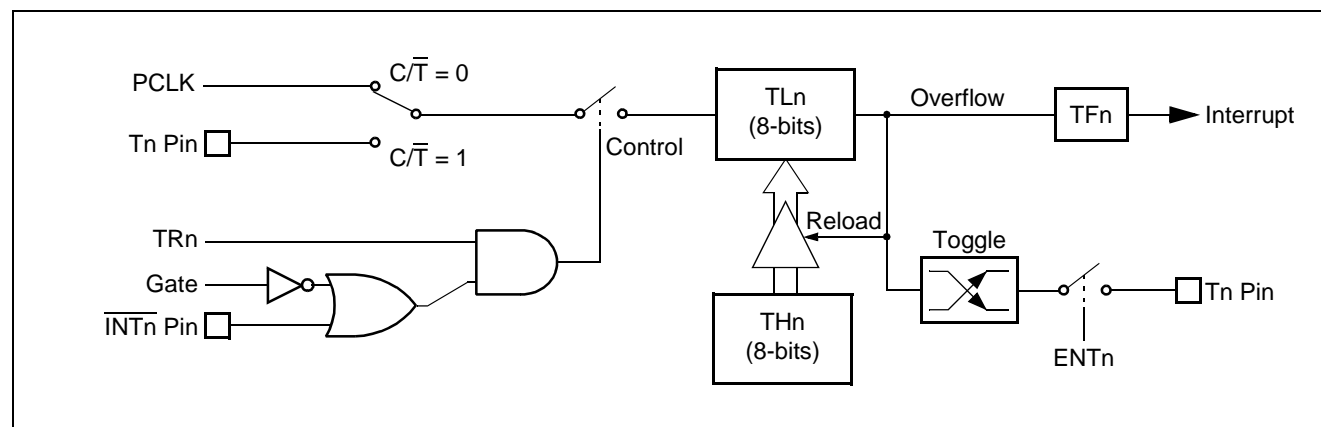 PCLK
C/T̅ = 0
Tn Pin
C/T̅ = 1
Control
TLn
(8-bits)
Overflow
TFn
Interrupt
TRn
Gate
I̅N̅T̅n̅ Pin
Reload
THn
(8-bits)
Toggle
Tn Pin
ENTn